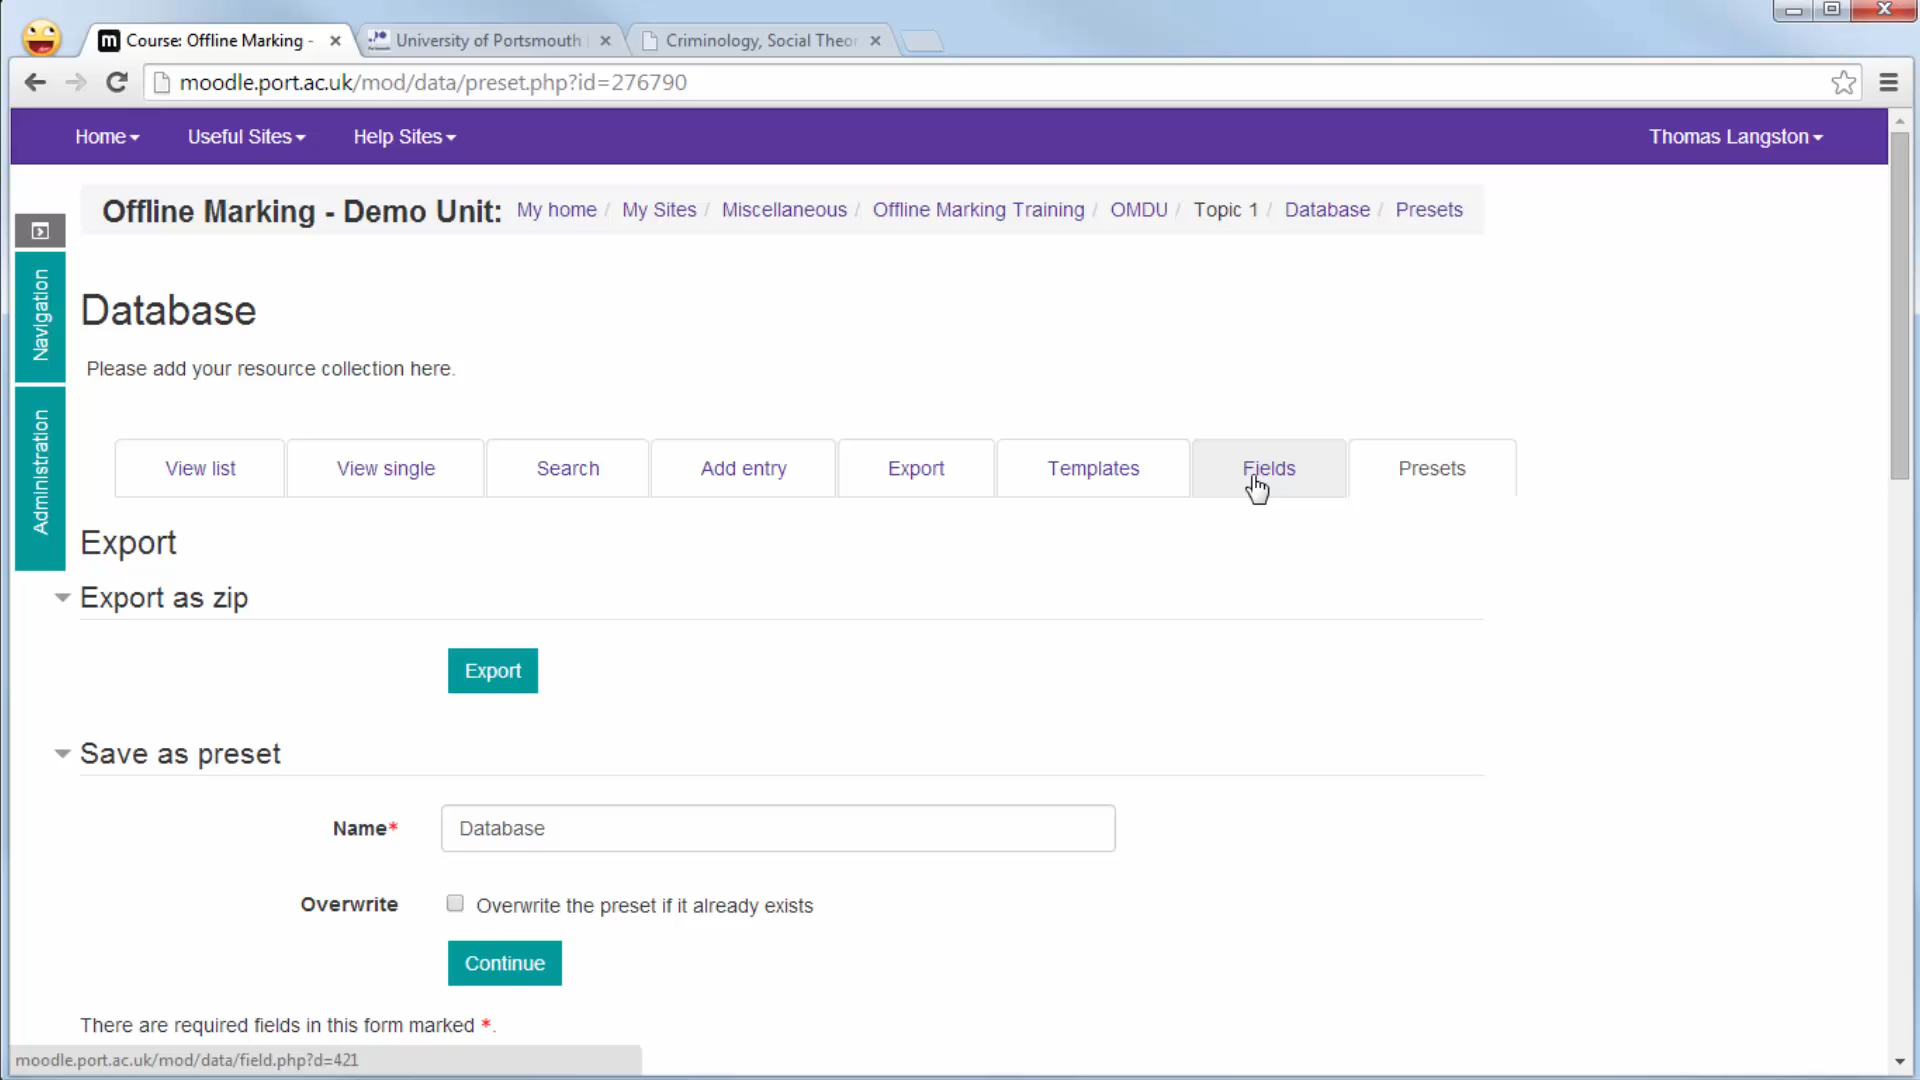 Course: Offline Marking -
University of Portsmouth
Criminology, Social Theor
moodle.port.ac.uk/mod/data/preset.php?id=276790
Home Useful Sites Help Sites Thomas Langston
Offline Marking - Demo Unit: My home / My Sites / Miscellaneous / Offline Marking Training / OMDU / Topic 1 / Database / Presets
Navigation
Administration
Database
Please add your resource collection here.
View list View single Search Add entry Export Templates Fields Presets
Export
Export as zip
Export
Save as preset
Name* Database
Overwrite Overwrite the preset if it already exists
Continue
There are required fields in this form marked *.
moodle.port.ac.uk/mod/data/field.php?d=421